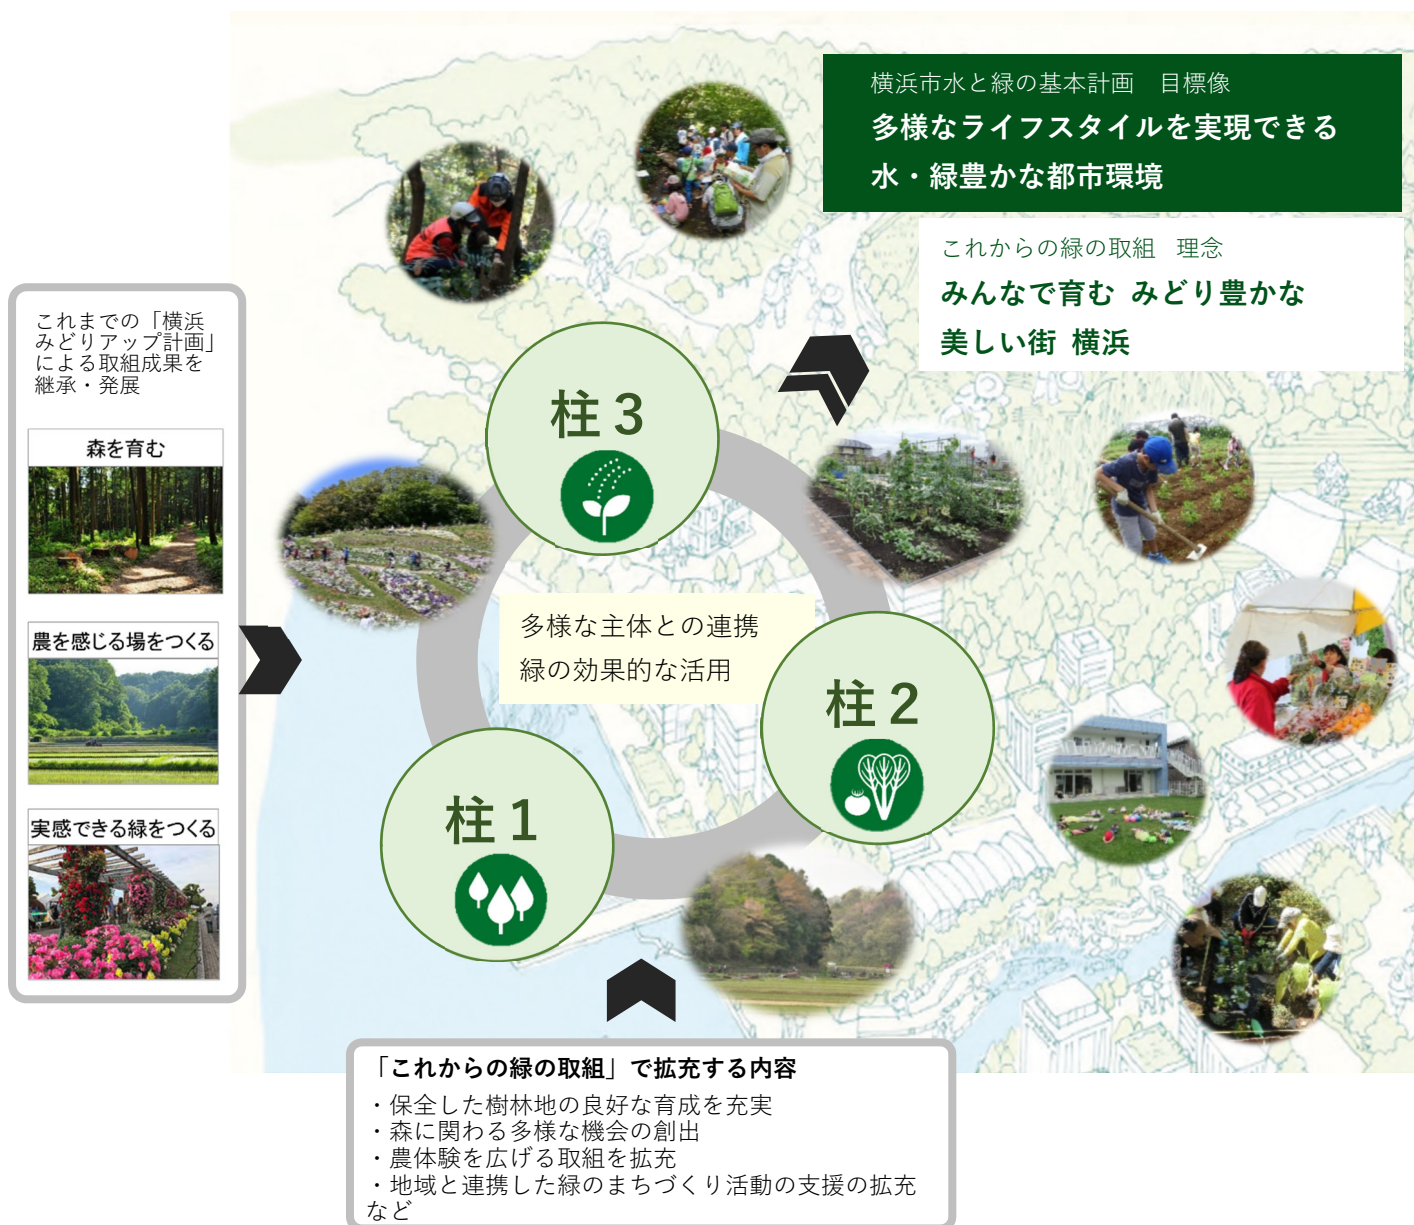 横浜市水と緑の基本計画　目標像
多様なライフスタイルを実現できる
水・緑豊かな都市環境
これからの緑の取組　理念
みんなで育む みどり豊かな
美しい街 横浜
これまでの「横浜
みどりアップ計画」
による取組成果を
継承・発展
森を育む
農を感じる場をつくる
実感できる緑をつくる
柱３
多様な主体との連携
緑の効果的な活用
柱２
柱１
「これからの緑の取組」で拡充する内容
・保全した樹林地の良好な育成を充実
・森に関わる多様な機会の創出
・農体験を広げる取組を拡充
・地域と連携した緑のまちづくり活動の支援の拡充
など